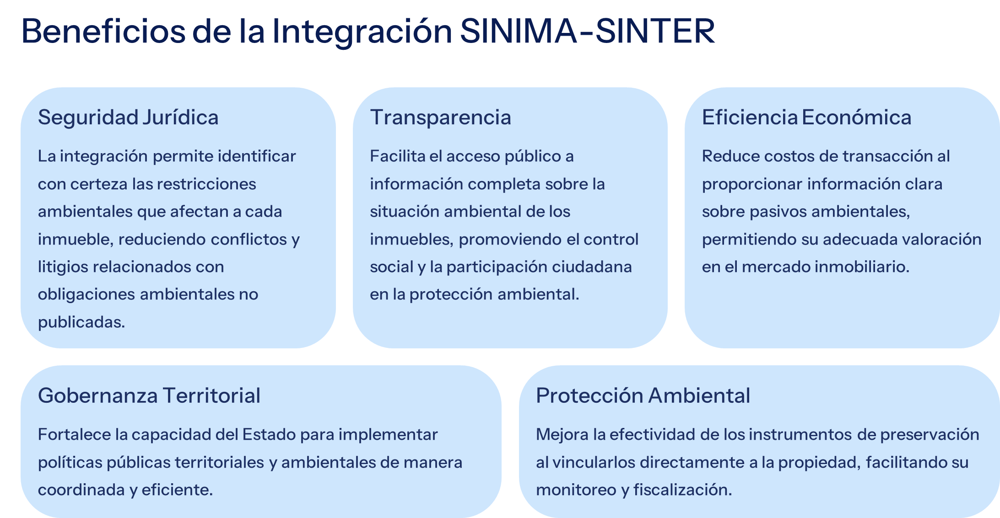 Beneficios de la Integración SINIMA-SINTER
Seguridad Jurídica
La integración permite identificar
con certeza las restricciones
ambientales que afectan a cada
inmueble, reduciendo conflictos y
litigios relacionados con
obligaciones ambientales no
publicadas.
Transparencia
Facilita el acceso público a
información completa sobre la
situación ambiental de los
inmuebles, promoviendo el control
social y la participación ciudadana
en la protección ambiental.
Eficiencia Económica
Reduce costos de transacción al
proporcionar información clara
sobre pasivos ambientales,
permitiendo su adecuada valoración
en el mercado inmobiliario.
Gobernanza Territorial
Fortalece la capacidad del Estado para implementar
políticas públicas territoriales y ambientales de manera
coordinada y eficiente.
Protección Ambiental
Mejora la efectividad de los instrumentos de preservación
al vincularlos directamente a la propiedad, facilitando su
monitoreo y fiscalización.